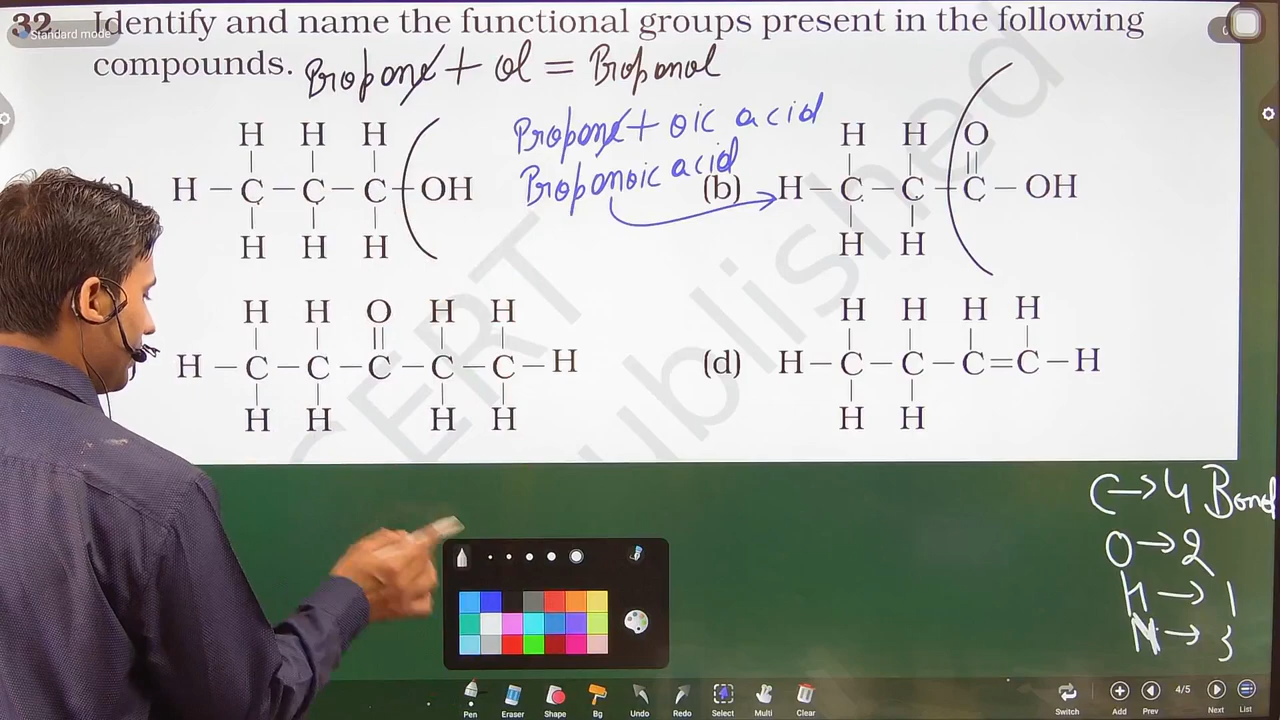 32. Identify and name the functional groups present in the following
Standard mode
compounds. Propane + ol = Propanol
Propane + oic acid
Propanoic acid
H H H
H – C – C – C – OH
H H H
(b)
H H O
H – C – C – C – OH
H H
H H O H H
H – C – C – C – C – C – H
H H H H
(d)
H H H H
H – C – C – C = C – H
H H
C → 4 Bond
O → 2
H → 1
N → 3
Pen Eraser Shape Bg Undo Redo Select Multi Clear
Switch Add Prev 4/5 Next List